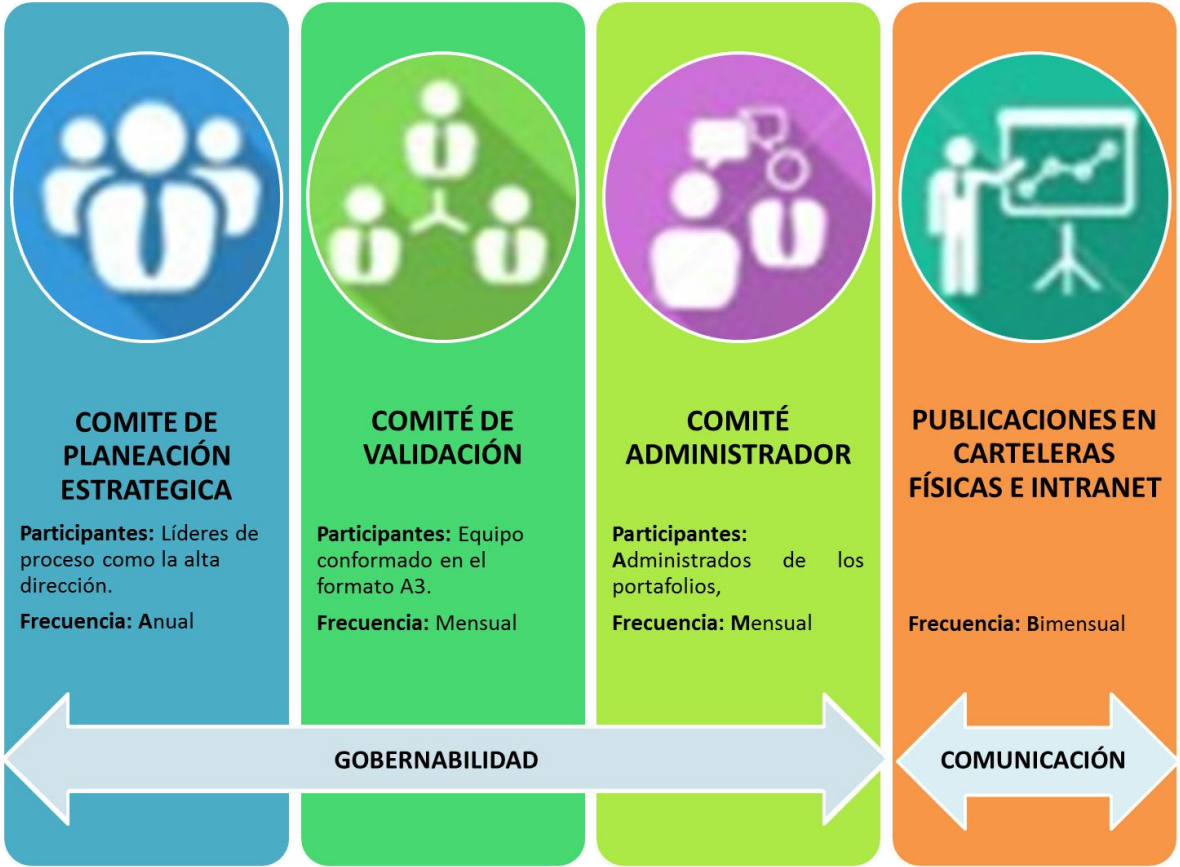 COMITE DE
PLANEACIÓN
ESTRATEGICA
Participantes: Líderes de
proceso como la alta
dirección.
Frecuencia: Anual
COMITÉ DE
VALIDACIÓN
Participantes: Equipo
conformado en el
formato A3.
Frecuencia: Mensual
COMITÉ
ADMINISTRADOR
Participantes:
Administrados de los
portafolios,
Frecuencia: Mensual
PUBLICACIONES EN
CARTELERAS
FÍSICAS E INTRANET
Frecuencia: Bimensual
GOBERNABILIDAD
COMUNICACIÓN